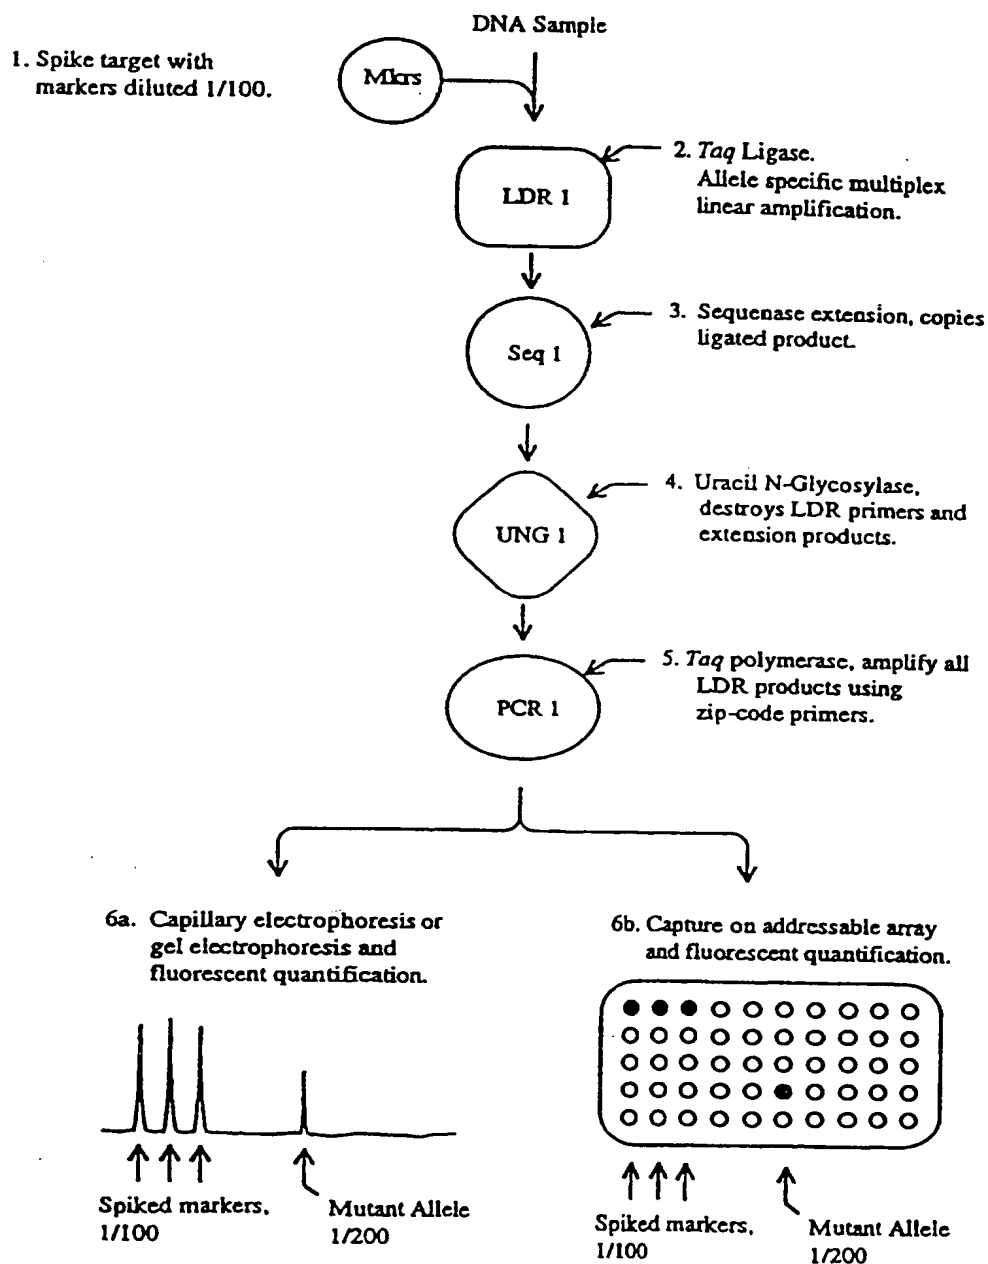 DNA Sample
1. Spike target with
markers diluted 1/100.
Mkrs
2. Taq Ligase.
Allele specific multiplex
linear amplification.
LDR 1
3. Sequenase extension, copies
ligated product.
Seq 1
4. Uracil N-Glycosylase,
destroys LDR primers and
extension products.
UNG 1
5. Taq polymerase, amplify all
LDR products using
zip-code primers.
PCR 1
6a. Capillary electrophoresis or
gel electrophoresis and
fluorescent quantification.
6b. Capture on addressable array
and fluorescent quantification.
Spiked markers,
1/100
Mutant Allele
1/200
Spiked markers,
1/100
Mutant Allele
1/200